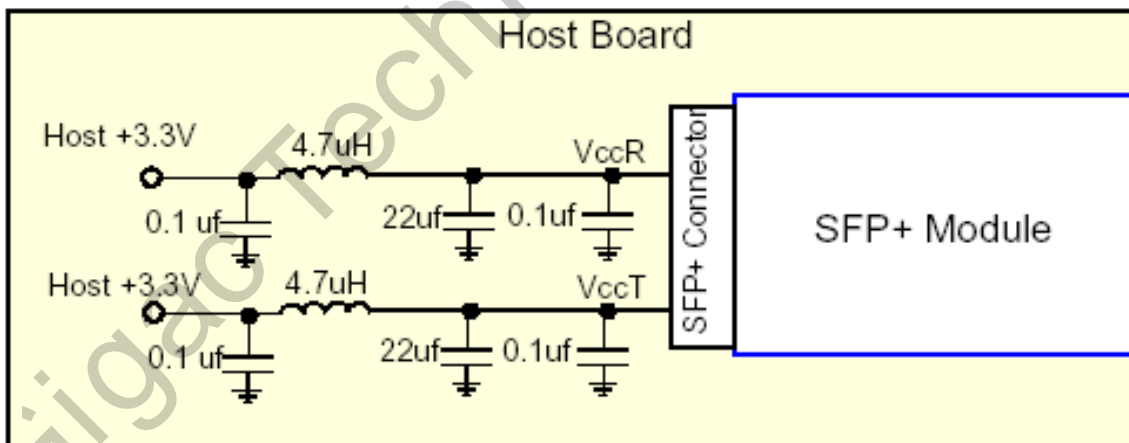 Host Board
Host +3.3V
4.7uH
VccR
0.1 uf
22uf
0.1uf
Host +3.3V
4.7uH
VccT
0.1 uf
22uf
0.1uf
SFP+ Connector
SFP+ Module